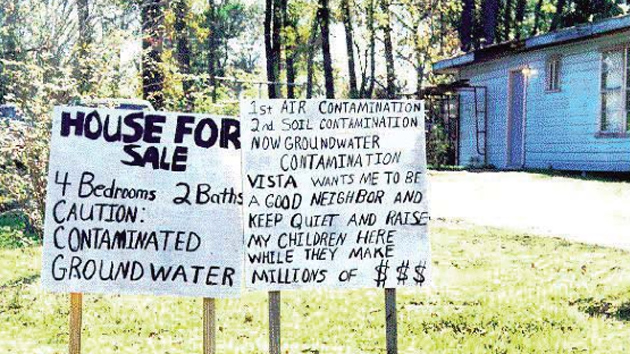 HOUSE FOR
SALE
4 Bedrooms 2 Baths
CAUTION:
CONTAMINATED
GROUNDWATER
1st AIR CONTAMINATION
2nd SOIL CONTAMINATION
NOW GROUNDWATER
CONTAMINATION
VISTA WANTS ME TO BE
A GOOD NEIGHBOR AND
KEEP QUIET AND RAISE
MY CHILDREN HERE
WHILE THEY MAKE
MILLIONS OF $ $ $